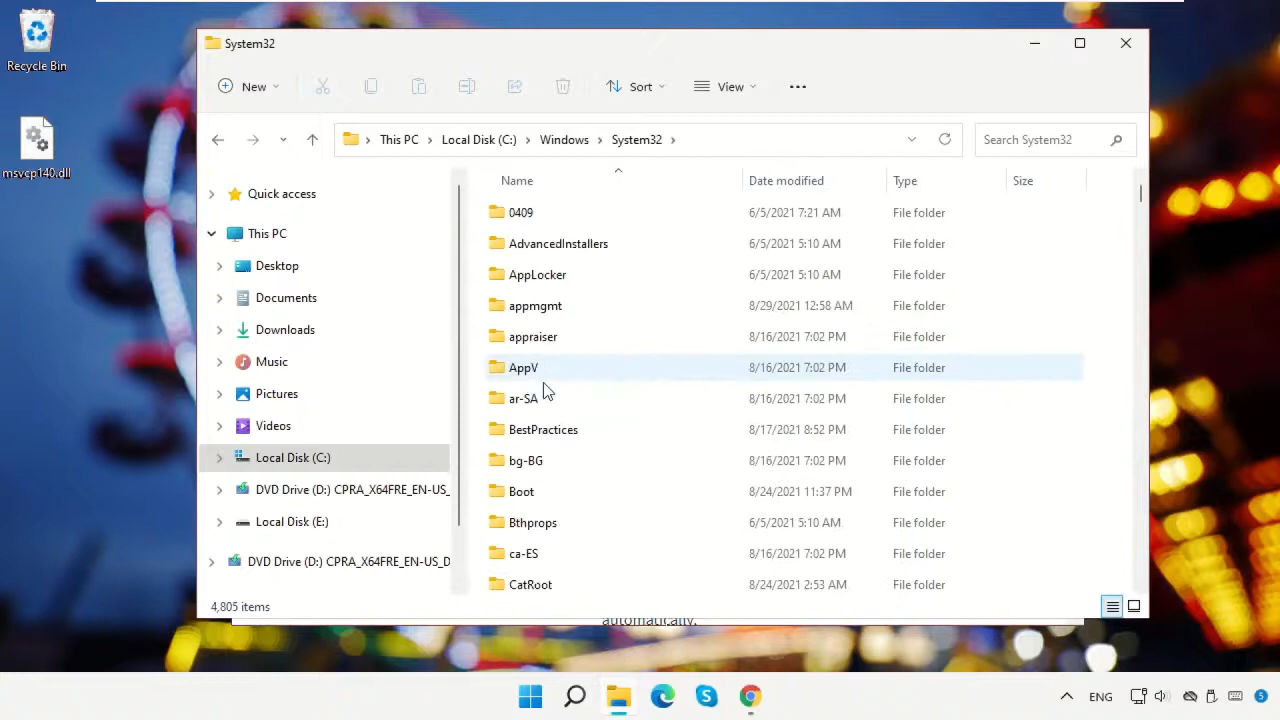 Recycle Bin
msvcp140.dll
System32
New
Sort
View
This PC > Local Disk (C:) > Windows > System32 >
Search System32
Quick access
This PC
Desktop
Documents
Downloads
Music
Pictures
Videos
Local Disk (C:)
DVD Drive (D:) CPRA_X64FRE_EN-US_
Local Disk (E:)
DVD Drive (D:) CPRA_X64FRE_EN-US_D
Name Date modified Type Size
0409 6/5/2021 7:21 AM File folder
AdvancedInstallers 6/5/2021 5:10 AM File folder
AppLocker 6/5/2021 5:10 AM File folder
appmgmt 8/29/2021 12:58 AM File folder
appraiser 8/16/2021 7:02 PM File folder
AppV 8/16/2021 7:02 PM File folder
ar-SA 8/16/2021 7:02 PM File folder
BestPractices 8/17/2021 8:52 PM File folder
bg-BG 8/16/2021 7:02 PM File folder
Boot 8/24/2021 11:37 PM File folder
Bthprops 6/5/2021 5:10 AM File folder
ca-ES 8/16/2021 7:02 PM File folder
CatRoot 8/24/2021 2:53 AM File folder
4,805 items
automatically.
ENG
5